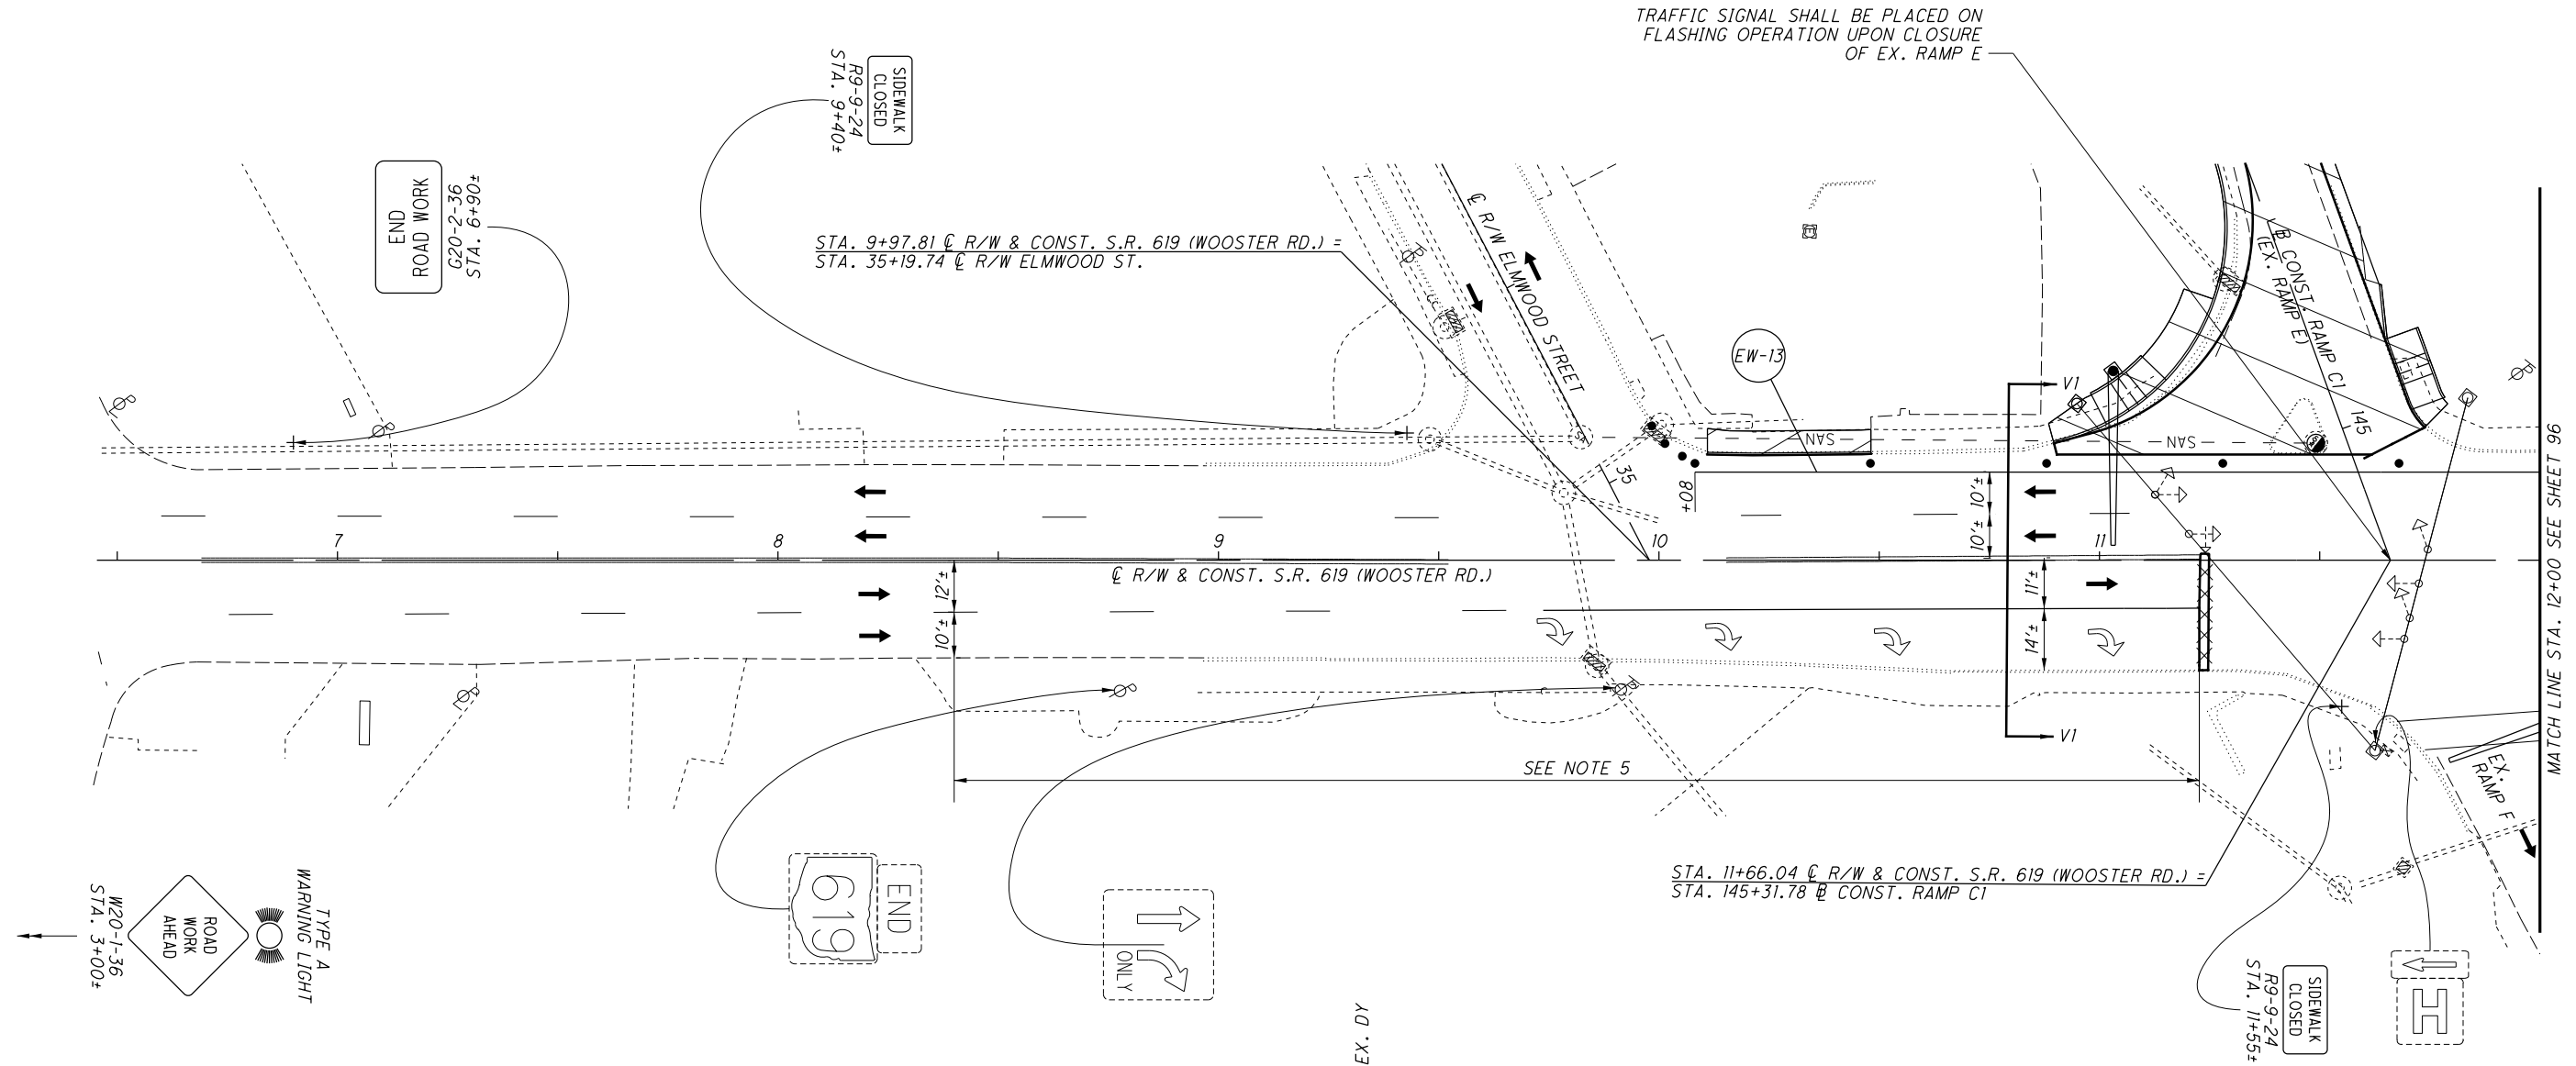 TRAFFIC SIGNAL SHALL BE PLACED ON
FLASHING OPERATION UPON CLOSURE
OF EX. RAMP E
SIDEWALK
CLOSED
R9-9-24
STA. 9+40±
END
ROAD WORK
G20-2-36
STA. 6+90±
STA. 9+97.81 ℄ R/W & CONST. S.R. 619 (WOOSTER RD.) =
STA. 35+19.74 ℄ R/W ELMWOOD ST.
℄ R/W ELMWOOD STREET
EW-13
B CONST. RAMP C1
(EX. RAMP E)
145
V1
SAN
SAN
35
+08
10'±
10'±
7
8
9
10
11
℄ R/W & CONST. S.R. 619 (WOOSTER RD.)
12'±
10'±
11'±
14'±
V1
SEE NOTE 5
EX.
RAMP F
MATCH LINE STA. 12+00 SEE SHEET 96
STA. 11+66.04 ℄ R/W & CONST. S.R. 619 (WOOSTER RD.) =
STA. 145+31.78 B CONST. RAMP C1
TYPE A
WARNING LIGHT
ROAD
WORK
AHEAD
W20-1-36
STA. 3+00±
END
619
ONLY
EX. DY
SIDEWALK
CLOSED
R9-9-24
STA. 11+55±
H